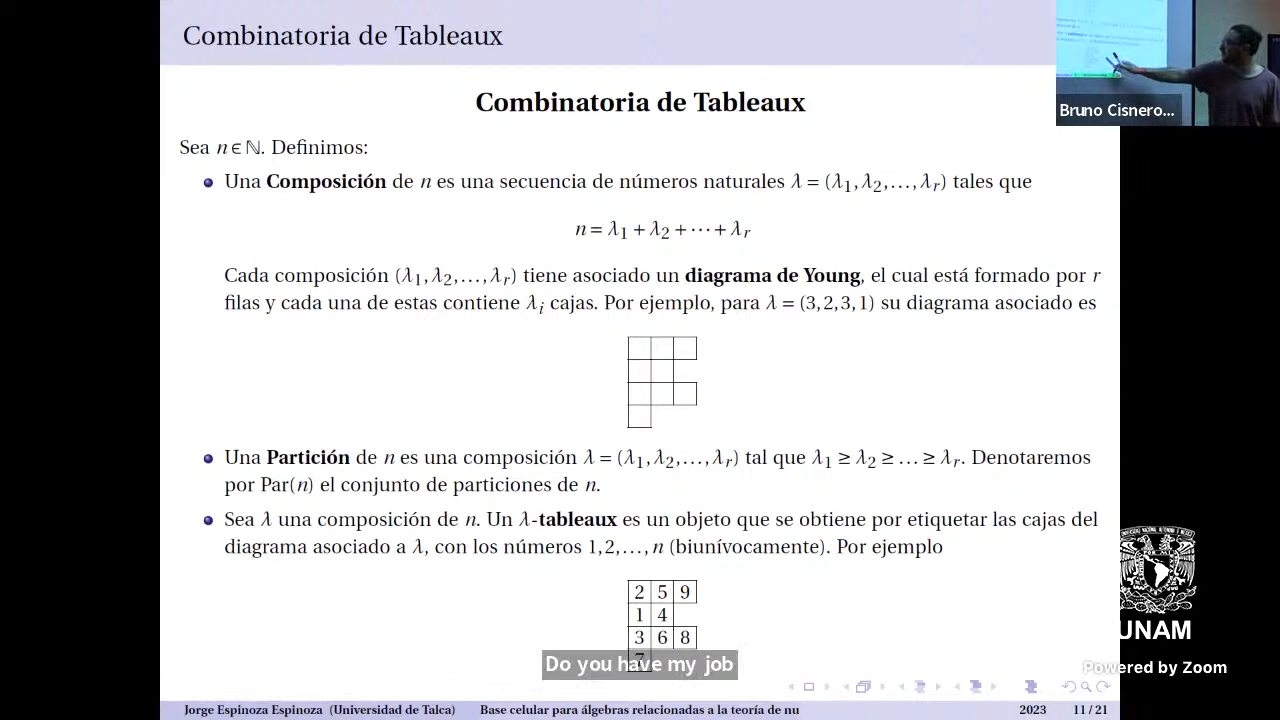 Combinatoria de Tableaux
Combinatoria de Tableaux
Bruno Cisnero...
Sea n ∈ ℕ. Definimos:
Una Composición de n es una secuencia de números naturales λ = (λ₁, λ₂, ..., λᵣ) tales que
n = λ₁ + λ₂ + ··· + λᵣ
Cada composición (λ₁, λ₂, ..., λᵣ) tiene asociado un diagrama de Young, el cual está formado por r
filas y cada una de estas contiene λᵢ cajas. Por ejemplo, para λ = (3, 2, 3, 1) su diagrama asociado es
Una Partición de n es una composición λ = (λ₁, λ₂, ..., λᵣ) tal que λ₁ ≥ λ₂ ≥ ... ≥ λᵣ. Denotaremos
por Par(n) el conjunto de particiones de n.
Sea λ una composición de n. Un λ-tableaux es un objeto que se obtiene por etiquetar las cajas del
diagrama asociado a λ, con los números 1, 2, ..., n (biunívocamente). Por ejemplo
2 5 9
1 4
3 6 8
7
Do you have my job
UNAM
Powered by Zoom
Jorge Espinoza Espinoza (Universidad de Talca) Base celular para álgebras relacionadas a la teoría de nu 2023 11 / 21